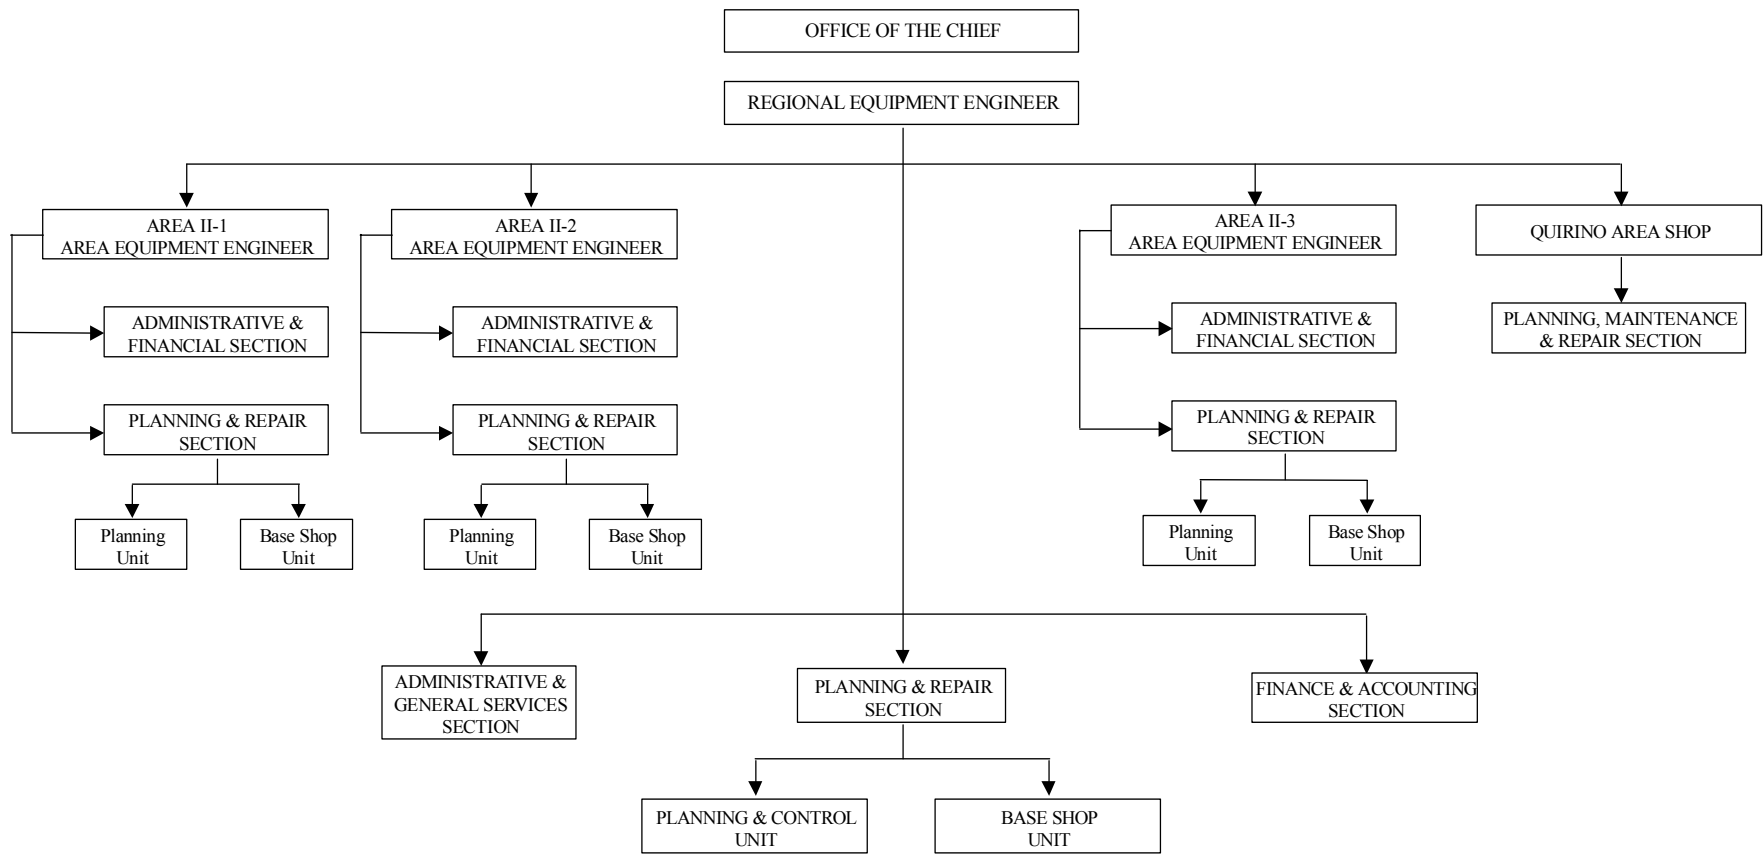 OFFICE OF THE CHIEF
REGIONAL EQUIPMENT ENGINEER
AREA II-1
AREA EQUIPMENT ENGINEER
AREA II-2
AREA EQUIPMENT ENGINEER
AREA II-3
AREA EQUIPMENT ENGINEER
QUIRINO AREA SHOP
ADMINISTRATIVE &
FINANCIAL SECTION
ADMINISTRATIVE &
FINANCIAL SECTION
ADMINISTRATIVE &
FINANCIAL SECTION
PLANNING, MAINTENANCE
& REPAIR SECTION
PLANNING & REPAIR
SECTION
PLANNING & REPAIR
SECTION
PLANNING & REPAIR
SECTION
Planning
Unit
Base Shop
Unit
Planning
Unit
Base Shop
Unit
Planning
Unit
Base Shop
Unit
ADMINISTRATIVE &
GENERAL SERVICES
SECTION
PLANNING & REPAIR
SECTION
FINANCE & ACCOUNTING
SECTION
PLANNING & CONTROL
UNIT
BASE SHOP
UNIT